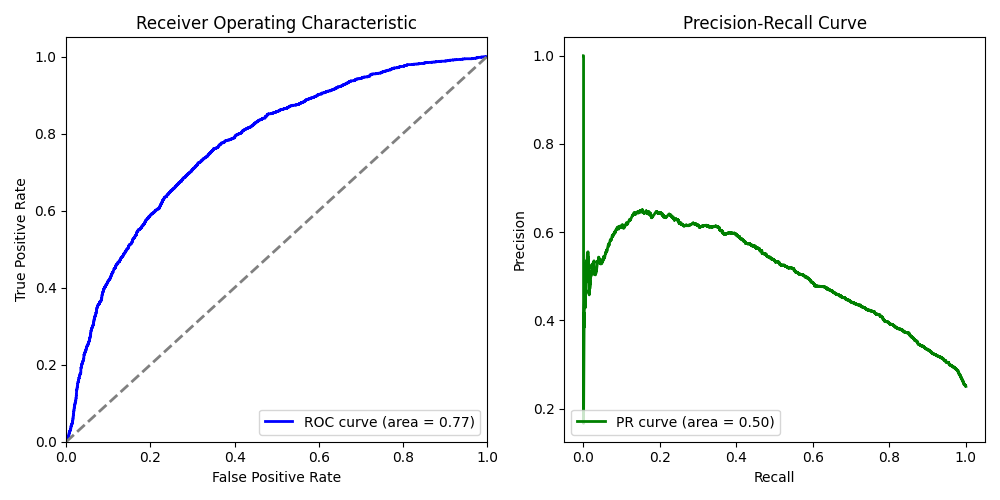 Receiver Operating Characteristic
1.0
0.8
0.6
0.4
0.2
0.0
True Positive Rate
0.0 0.2 0.4 0.6 0.8 1.0
False Positive Rate
ROC curve (area = 0.77)
Precision-Recall Curve
1.0
0.8
0.6
0.4
0.2
Precision
0.0 0.2 0.4 0.6 0.8 1.0
Recall
PR curve (area = 0.50)